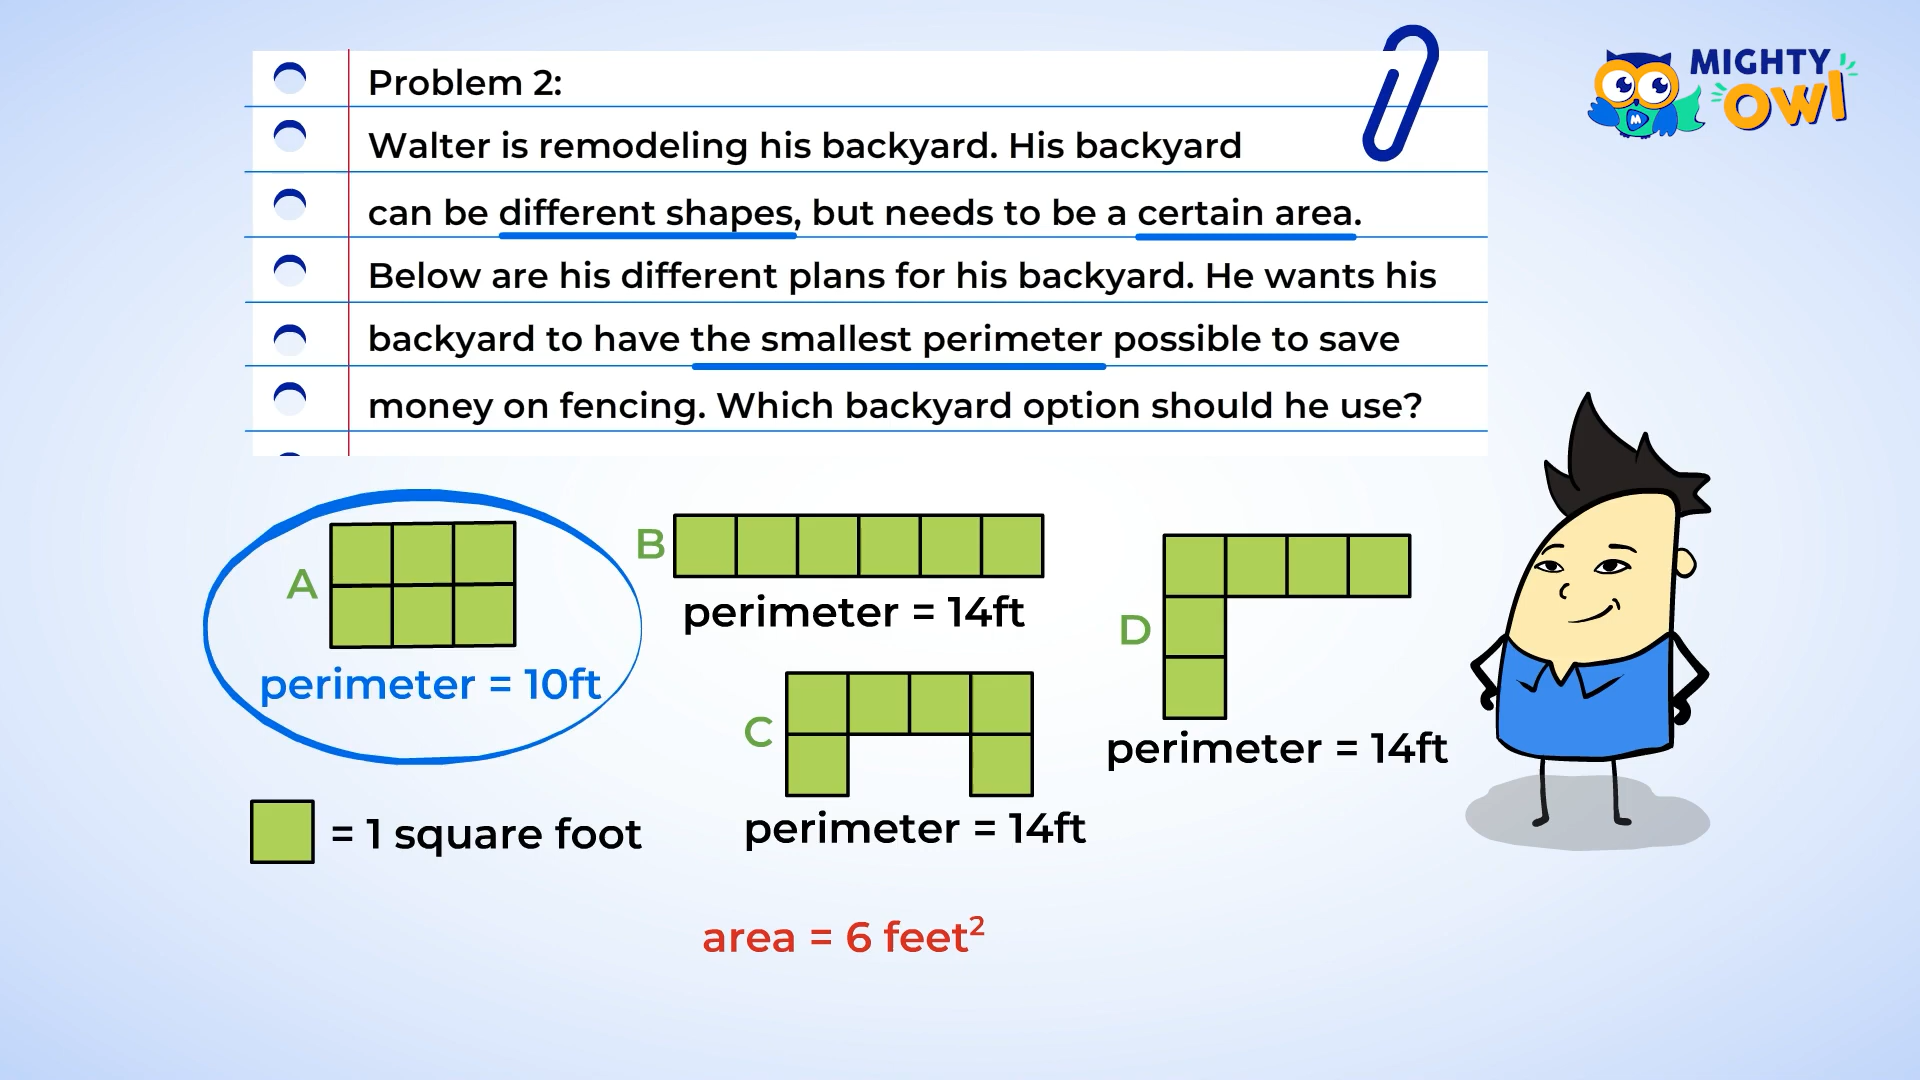 Problem 2:
Walter is remodeling his backyard. His backyard
can be different shapes, but needs to be a certain area.
Below are his different plans for his backyard. He wants his
backyard to have the smallest perimeter possible to save
money on fencing. Which backyard option should he use?
MIGHTY
OWL
A
perimeter = 10ft
B
perimeter = 14ft
C
perimeter = 14ft
D
perimeter = 14ft
= 1 square foot
area = 6 feet²